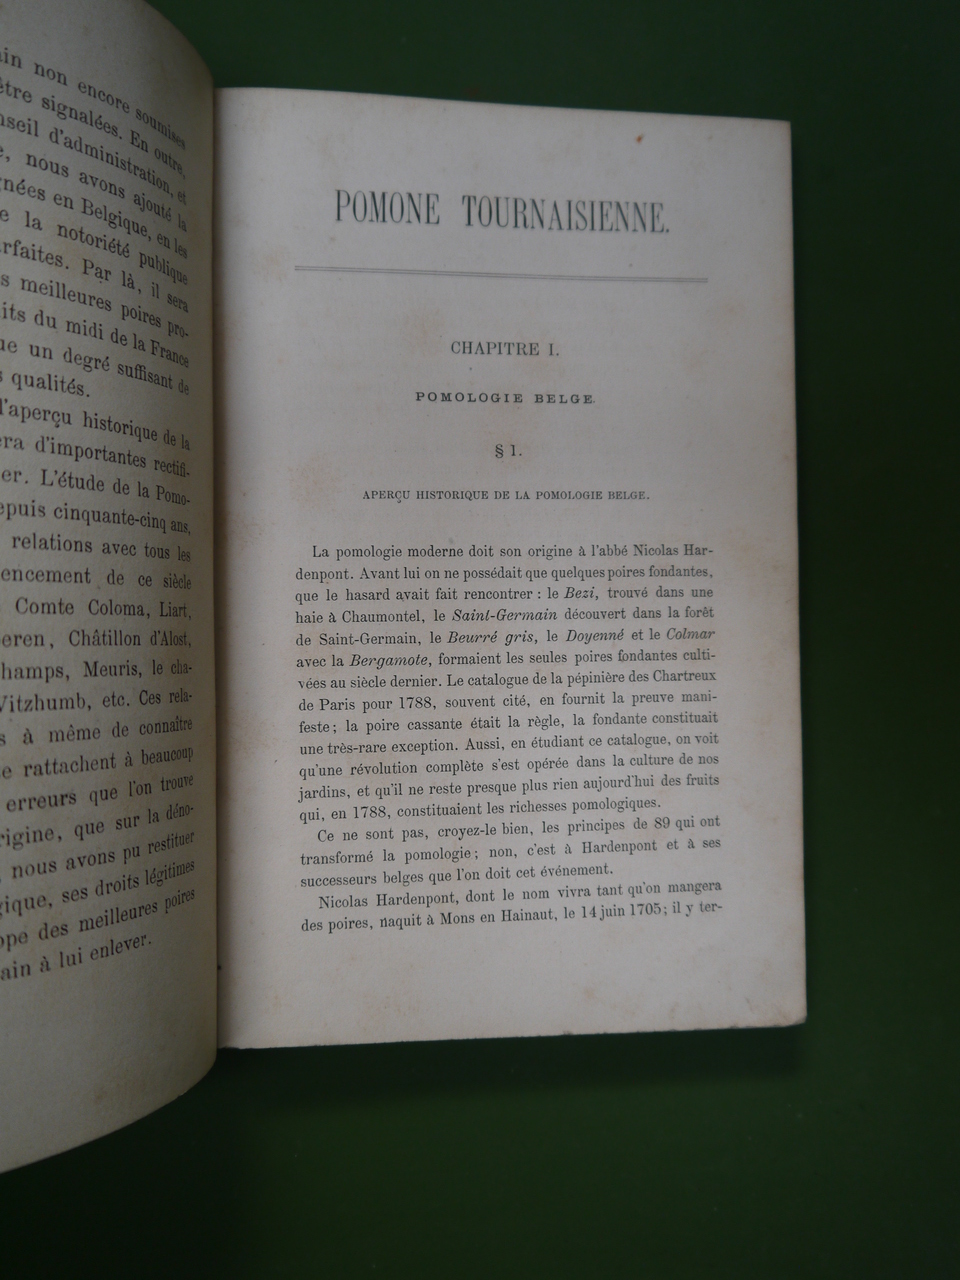 in non encore soumises
être signalées. En outre,
nseil d'administration, et
nous avons ajouté la
nées en Belgique, en les
e la notoriété publique
rfaites. Par là, il sera
s meilleures poires pro-
its du midi de la France
ue un degré suffisant de
s qualités.
l'aperçu historique de la
ra d'importantes rectifi-
er. L'étude de la Pomo-
epuis cinquante-cinq ans,
relations avec tous les
encement de ce siècle
Comte Coloma, Liart,
eren, Châtillon d'Alost,
hamps, Meuris, le cha-
Vitzhumb, etc. Ces rela-
s à même de connaître
e rattachent à beaucoup
erreurs que l'on trouve
rigine, que sur la déno-
nous avons pu restituer
gique, ses droits légitimes
ope des meilleures poires
ain à lui enlever.
POMONE TOURNAISIENNE.
CHAPITRE I.
POMOLOGIE BELGE.
§ 1.
APERÇU HISTORIQUE DE LA POMOLOGIE BELGE.
La pomologie moderne doit son origine à l'abbé Nicolas Har-
denpont. Avant lui on ne possédait que quelques poires fondantes,
que le hasard avait fait rencontrer : le Bezi, trouvé dans une
haie à Chaumontel, le Saint-Germain découvert dans la forêt
de Saint-Germain, le Beurré gris, le Doyenné et le Colmar
avec la Bergamote, formaient les seules poires fondantes culti-
vées au siècle dernier. Le catalogue de la pépinière des Chartreux
de Paris pour 1788, souvent cité, en fournit la preuve mani-
feste ; la poire cassante était la règle, la fondante constituait
une très-rare exception. Aussi, en étudiant ce catalogue, on voit
qu'une révolution complète s'est opérée dans la culture de nos
jardins, et qu'il ne reste presque plus rien aujourd'hui des fruits
qui, en 1788, constituaient les richesses pomologiques.
Ce ne sont pas, croyez-le bien, les principes de 89 qui ont
transformé la pomologie ; non, c'est à Hardenpont et à ses
successeurs belges que l'on doit cet événement.
Nicolas Hardenpont, dont le nom vivra tant qu'on mangera
des poires, naquit à Mons en Hainaut, le 14 juin 1705 ; il y ter-